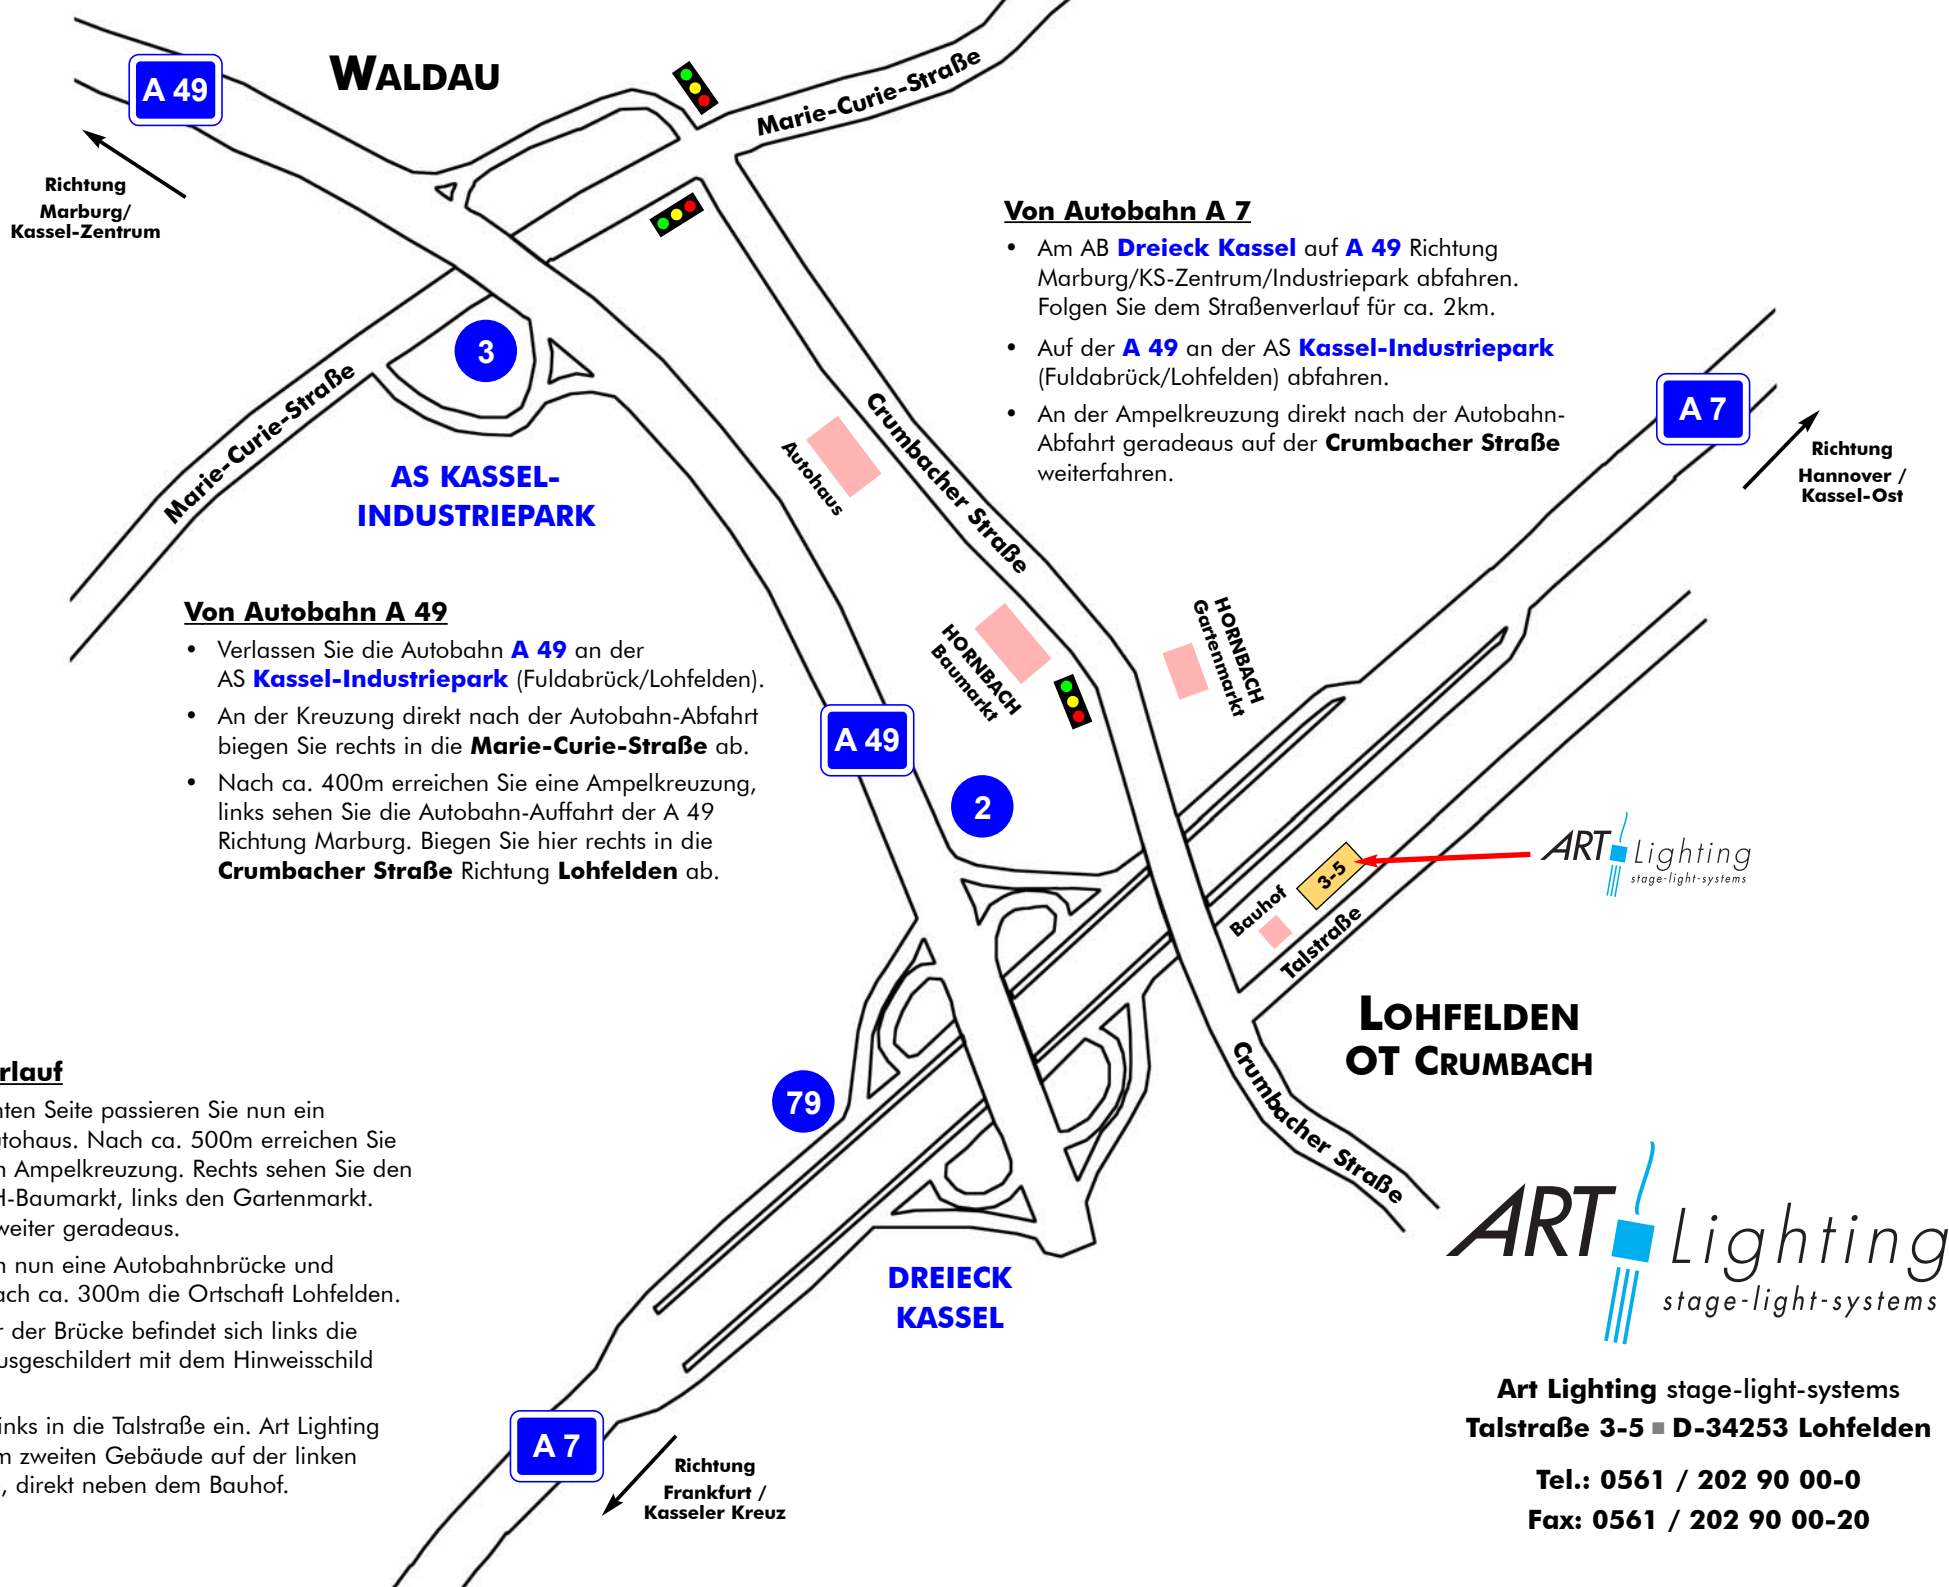 A 49
WALDAU
Marie-Curie-Straße
Richtung
Marburg/
Kassel-Zentrum
Von Autobahn A 7
• Am AB Dreieck Kassel auf A 49 Richtung
Marburg/KS-Zentrum/Industriepark abfahren.
Folgen Sie dem Straßenverlauf für ca. 2km.
• Auf der A 49 an der AS Kassel-Industriepark
(Fuldabrück/Lohfelden) abfahren.
• An der Ampelkreuzung direkt nach der Autobahn-
Abfahrt geradeaus auf der Crumbacher Straße
weiterfahren.
3
Marie-Curie-Straße
AS KASSEL-
INDUSTRIEPARK
Autohaus
Crumbacher Straße
A 7
Richtung
Hannover /
Kassel-Ost
Von Autobahn A 49
• Verlassen Sie die Autobahn A 49 an der
AS Kassel-Industriepark (Fuldabrück/Lohfelden).
• An der Kreuzung direkt nach der Autobahn-Abfahrt
biegen Sie rechts in die Marie-Curie-Straße ab.
• Nach ca. 400m erreichen Sie eine Ampelkreuzung,
links sehen Sie die Autobahn-Auffahrt der A 49
Richtung Marburg. Biegen Sie hier rechts in die
Crumbacher Straße Richtung Lohfelden ab.
HORNBACH
Baumarkt
HORNBACH
Gartenmarkt
A 49
2
3-5
ART Lighting
stage-light-systems
Bauhof
Talstraße
LOHFELDEN
OT CRUMBACH
Crumbacher Straße
79
rlauf
ten Seite passieren Sie nun ein
utohaus. Nach ca. 500m erreichen Sie
n Ampelkreuzung. Rechts sehen Sie den
H-Baumarkt, links den Gartenmarkt.
weiter geradeaus.
n nun eine Autobahnbrücke und
ach ca. 300m die Ortschaft Lohfelden.
r der Brücke befindet sich links die
usgeschildert mit dem Hinweisschild
links in die Talstraße ein. Art Lighting
m zweiten Gebäude auf der linken
, direkt neben dem Bauhof.
DREIECK
KASSEL
A 7
Richtung
Frankfurt /
Kasseler Kreuz
ART Lighting
stage-light-systems
Art Lighting stage-light-systems
Talstraße 3-5 ■ D-34253 Lohfelden
Tel.: 0561 / 202 90 00-0
Fax: 0561 / 202 90 00-20